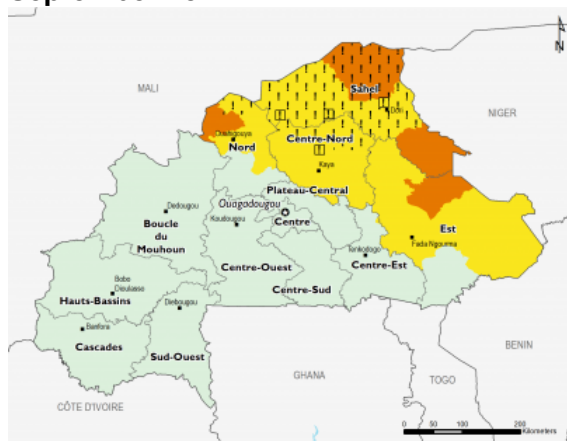 N
MALI
Sahel
Dori
NIGER
Ouahigouya
Nord
Centre-Nord
Kaya
Plateau-Central
Dedougou
Ouagadougou
Koudougou
Centre
Boucle
du
Mouhoun
Est
Fada Ngourma
Tenkodogo
Centre-Est
Centre-Ouest
Bobo
Dioulasso
Hauts-Bassins
Centre-Sud
Diebougou
Banfora
Cascades
Sud-Ouest
BENIN
GHANA
TOGO
CÔTE D'IVOIRE
0 50 100 200
Kilometers